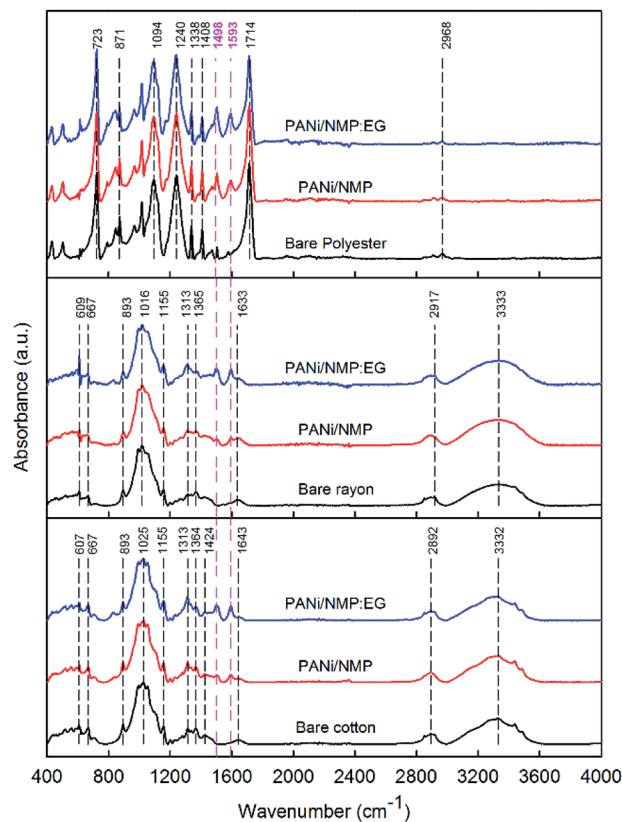 723 871 1094 1240 1338 1408 1498 1593 1714 2968
PANi/NMP:EG
PANi/NMP
Bare Polyester
609 667 893 1016 1155 1313 1365 1633 2917 3333
PANi/NMP:EG
PANi/NMP
Bare rayon
607 667 893 1025 1155 1313 1364 1424 1643 2892 3332
PANi/NMP:EG
PANi/NMP
Bare cotton
Absorbance (a.u.)
400 800 1200 1600 2000 2400 2800 3200 3600 4000
Wavenumber (cm⁻¹)